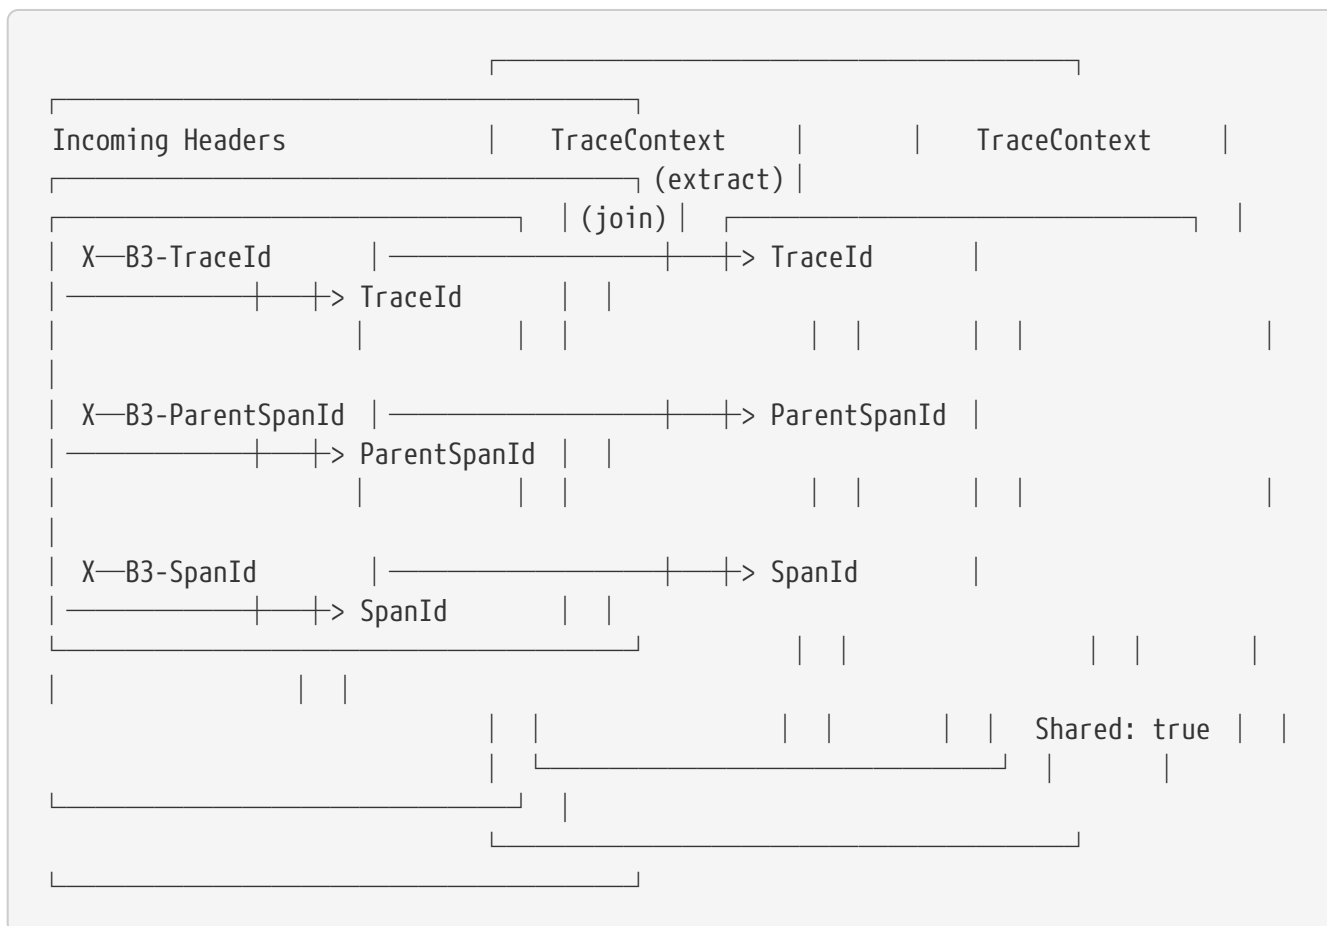 Incoming Headers │ TraceContext │ │ TraceContext │
(extract)│
│(join)│
│ X─B3-TraceId │─────────┼──┼> TraceId │
│──────┼──┼> TraceId │ │
│ X─B3-ParentSpanId │─────────┼──┼> ParentSpanId │
│──────┼──┼> ParentSpanId │ │
│ X─B3-SpanId │─────────┼──┼> SpanId │
│──────┼──┼> SpanId │ │
│ │ │ │ │ │ Shared: true │ │